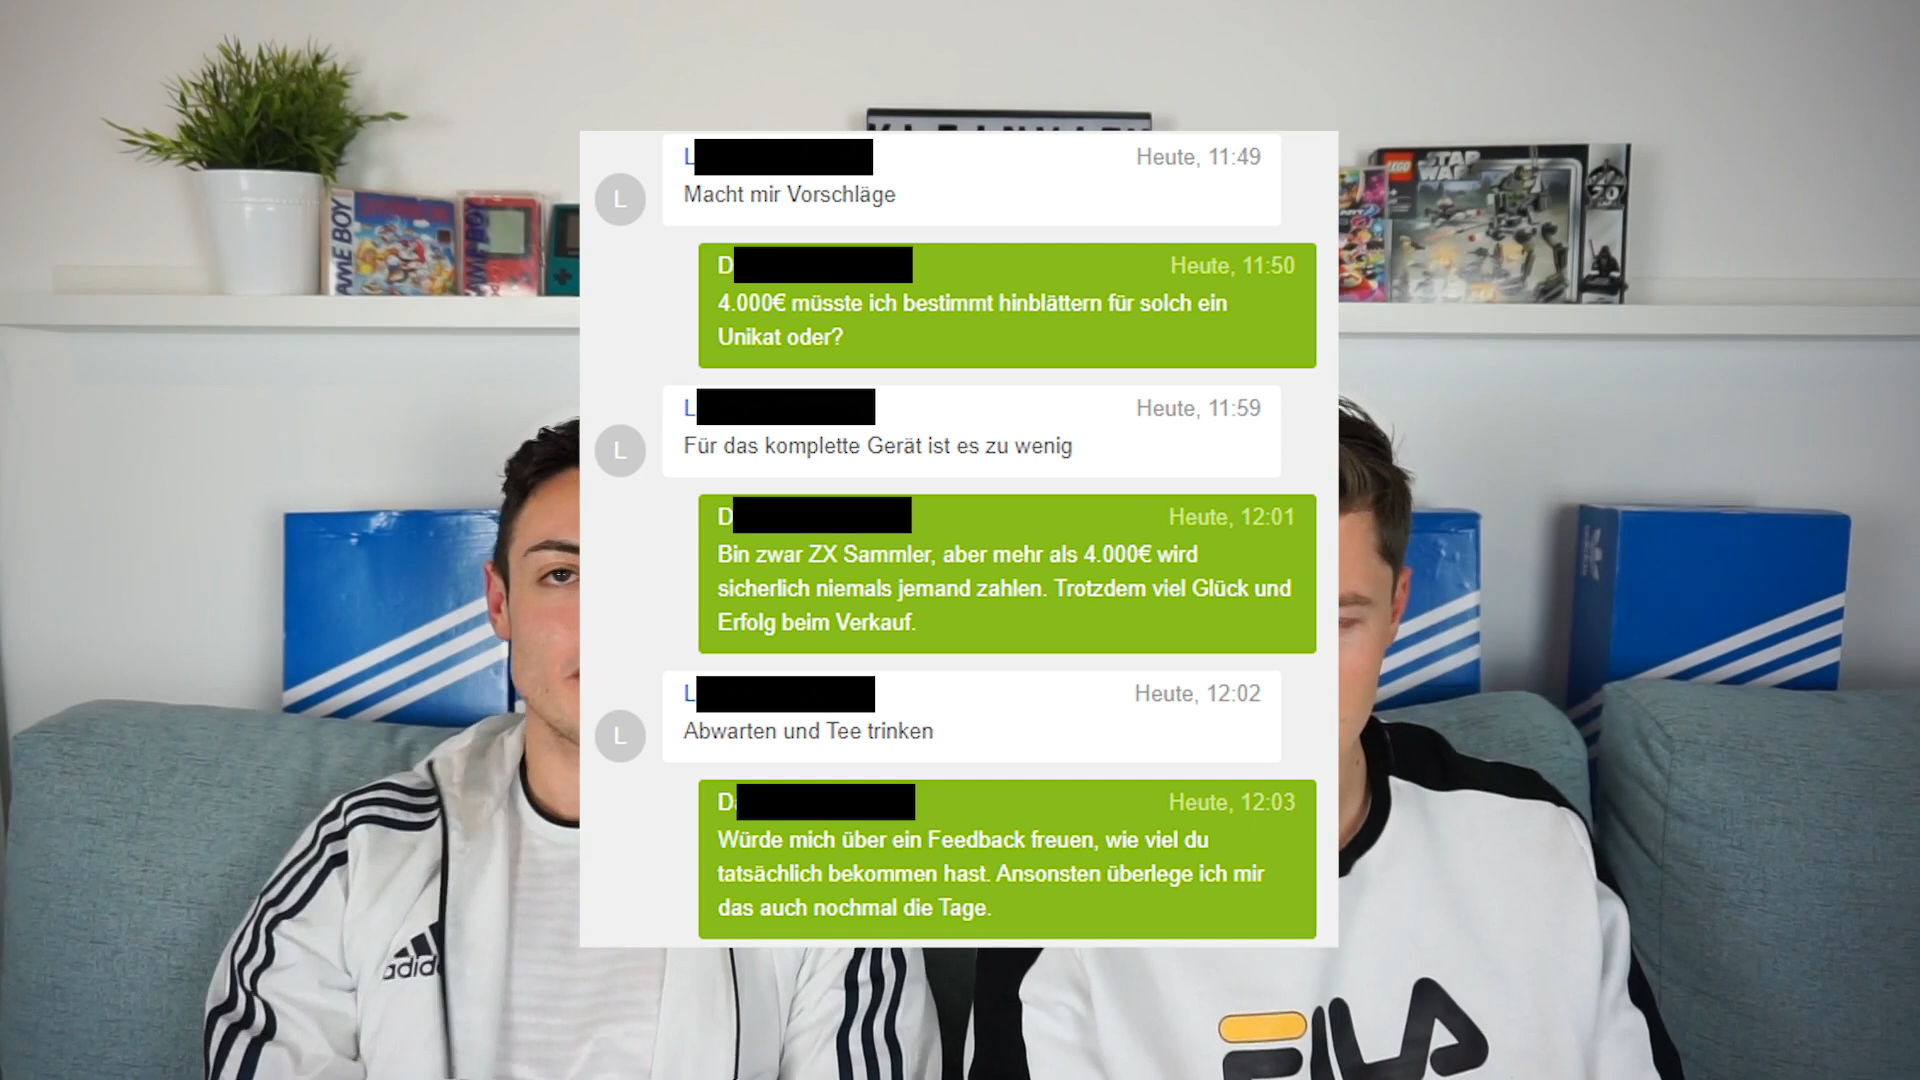 L
Heute, 11:49
L
Macht mir Vorschläge
D
Heute, 11:50
4.000€ müsste ich bestimmt hinblättern für solch ein
Unikat oder?
L
Heute, 11:59
L
Für das komplette Gerät ist es zu wenig
D
Heute, 12:01
Bin zwar ZX Sammler, aber mehr als 4.000€ wird
sicherlich niemals jemand zahlen. Trotzdem viel Glück und
Erfolg beim Verkauf.
L
Heute, 12:02
L
Abwarten und Tee trinken
D
Heute, 12:03
Würde mich über ein Feedback freuen, wie viel du
tatsächlich bekommen hast. Ansonsten überlege ich mir
das auch nochmal die Tage.
GAME BOY
LEGO
STAR
WAR
20
FILA